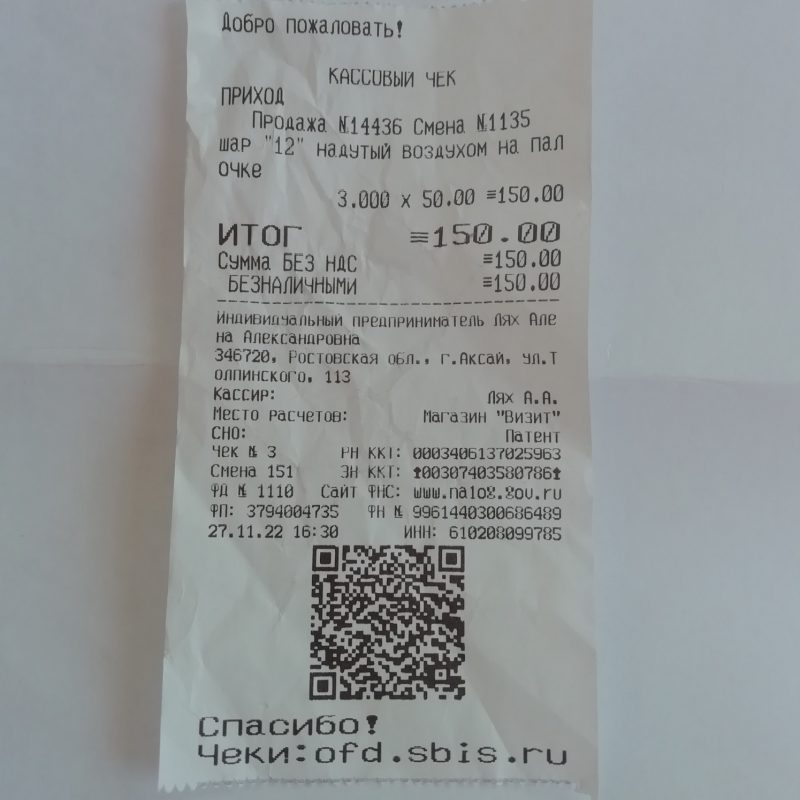 Добро пожаловать!
КАССОВЫЙ ЧЕК
ПРИХОД
Продажа №14436 Смена №1135
шар "12" надутый воздухом на пал
очке
3.000 x 50.00 ≡150.00
ИТОГ ≡150.00
Сумма БЕЗ НДС ≡150.00
БЕЗНАЛИЧНЫМИ ≡150.00
Индивидуальный предприниматель Лях Але
на Александровна
346720, Ростовская обл., г.Аксай, ул.Т
олпинского, 113
Кассир: Лях А.А.
Место расчетов: Магазин "Визит"
СНО: Патент
Чек № 3 РН ККТ: 0003406137025963
Смена 151 ЗН ККТ: 00307403580786
ФД № 1110 Сайт ФНС: www.nalog.gov.ru
ФП: 3794004735 ФН № 9961440300686489
27.11.22 16:30 ИНН: 610208099785
Спасибо!
Чеки:ofd.sbis.ru